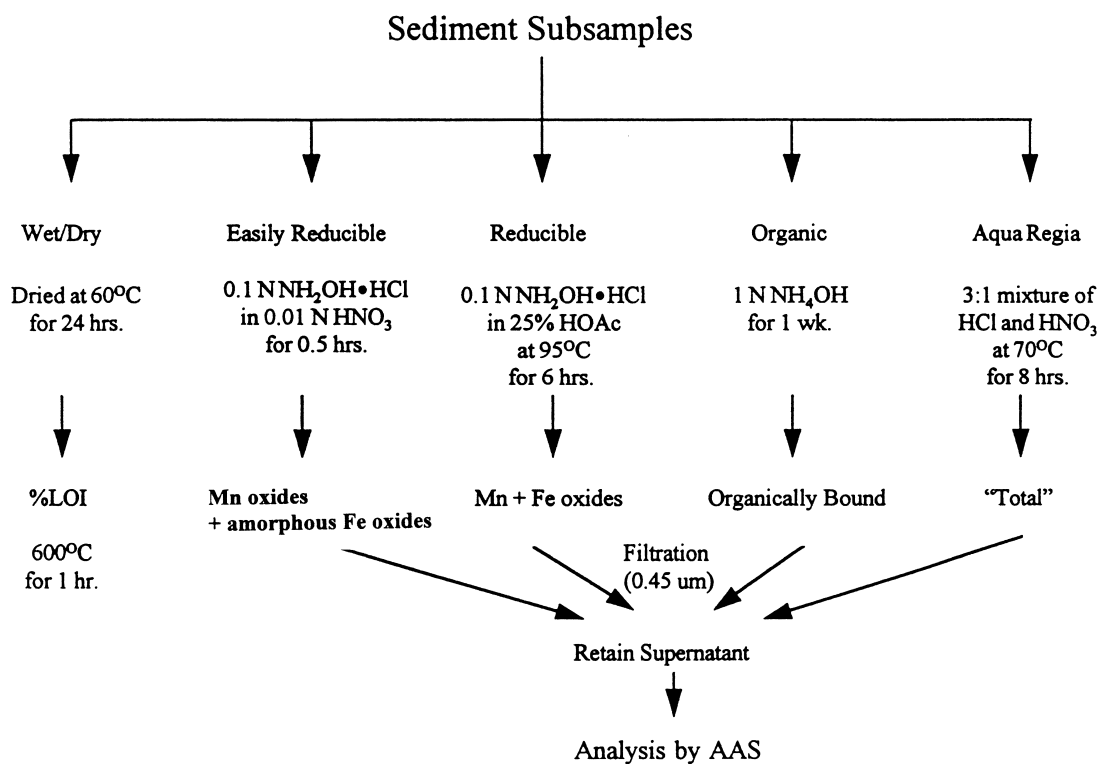 Sediment Subsamples
Wet/Dry
Dried at 60°C
for 24 hrs.
%LOI
600°C
for 1 hr.
Easily Reducible
0.1 N NH₂OH•HCl
in 0.01 N HNO₃
for 0.5 hrs.
Mn oxides
+ amorphous Fe oxides
Reducible
0.1 N NH₂OH•HCl
in 25% HOAc
at 95°C
for 6 hrs.
Mn + Fe oxides
Organic
1 N NH₄OH
for 1 wk.
Organically Bound
Aqua Regia
3:1 mixture of
HCl and HNO₃
at 70°C
for 8 hrs.
“Total”
Filtration
(0.45 um)
Retain Supernatant
Analysis by AAS